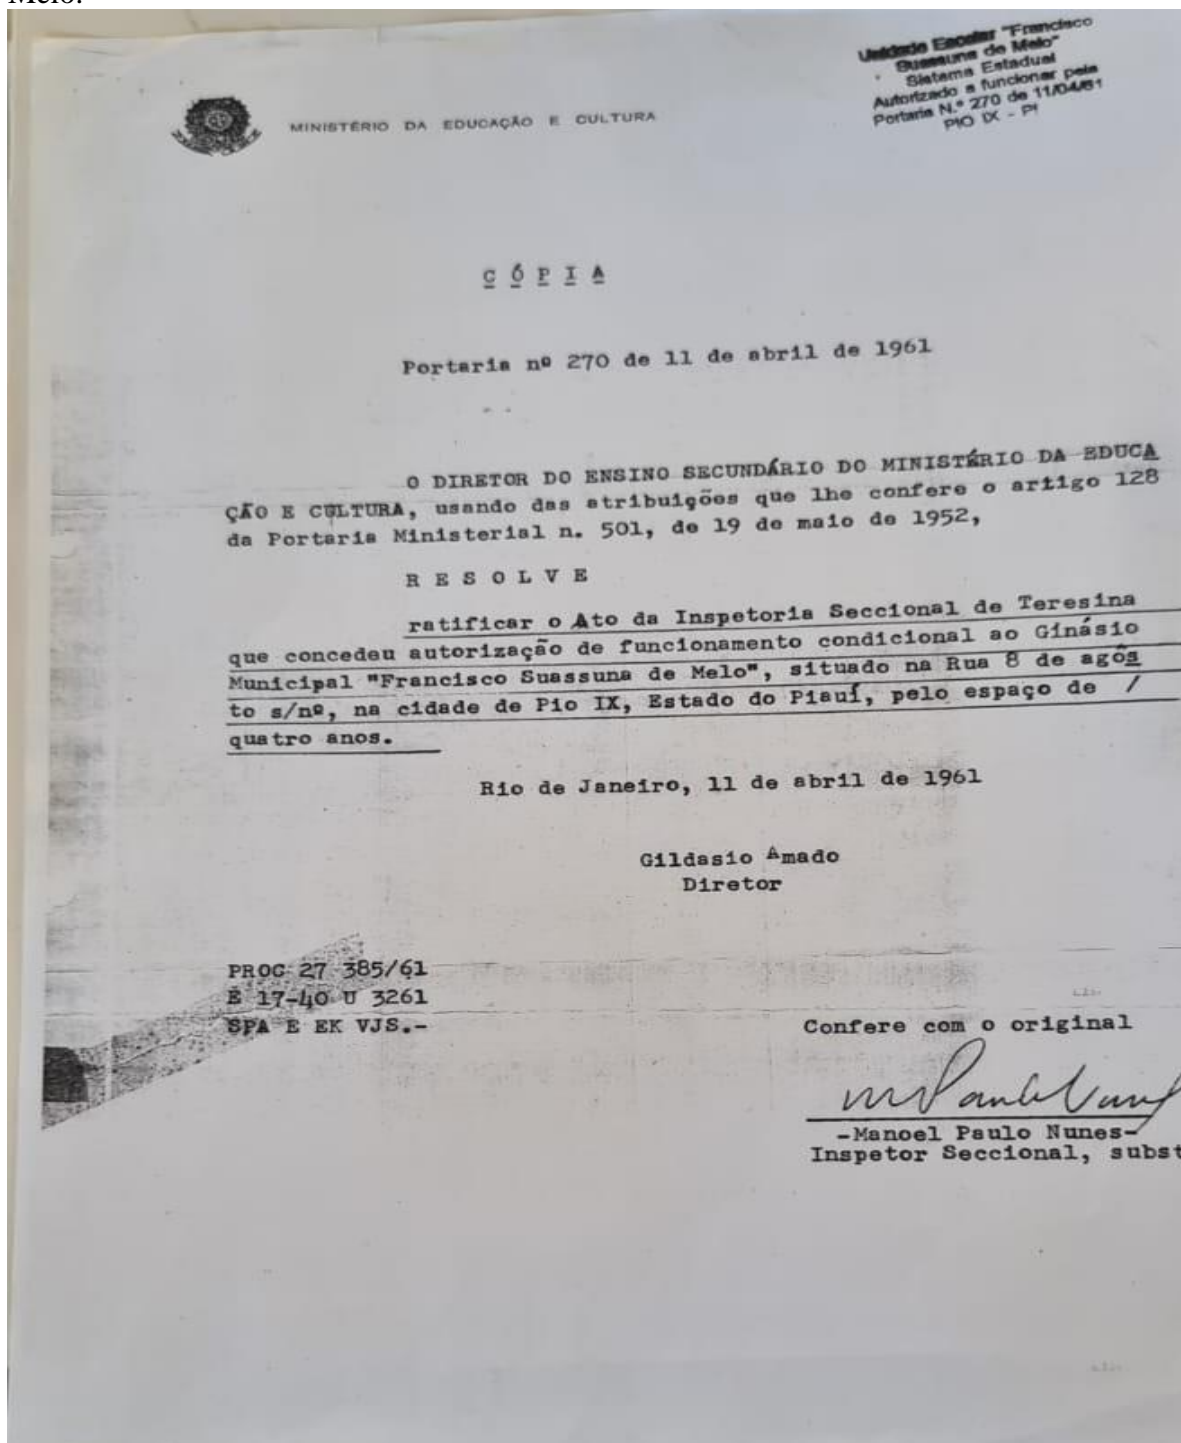 Melo.
Unidade Escolar "Francisco
Suassuna de Melo"
Sistema Estadual
Autorizado a funcionar pela
Portaria N.º 270 de 11/04/61
PIO IX - PI
MINISTÉRIO DA EDUCAÇÃO E CULTURA
C Ó P I A
Portaria nº 270 de 11 de abril de 1961
O DIRETOR DO ENSINO SECUNDÁRIO DO MINISTÉRIO DA EDUCA
ÇÃO E CULTURA, usando das atribuições que lhe confere o artigo 128
da Portaria Ministerial n. 501, de 19 de maio de 1952,
R E S O L V E
ratificar o Ato da Inspetoria Seccional de Teresina
que concedeu autorização de funcionamento condicional ao Ginásio
Municipal "Francisco Suassuna de Melo", situado na Rua 8 de agôs
to s/nº, na cidade de Pio IX, Estado do Piauí, pelo espaço de /
quatro anos.
Rio de Janeiro, 11 de abril de 1961
Gildasio Amado
Diretor
PROC 27 385/61
E 17-40 U 3261
SPA E EK VJS.-
Confere com o original
-Manoel Paulo Nunes-
Inspetor Seccional, subst